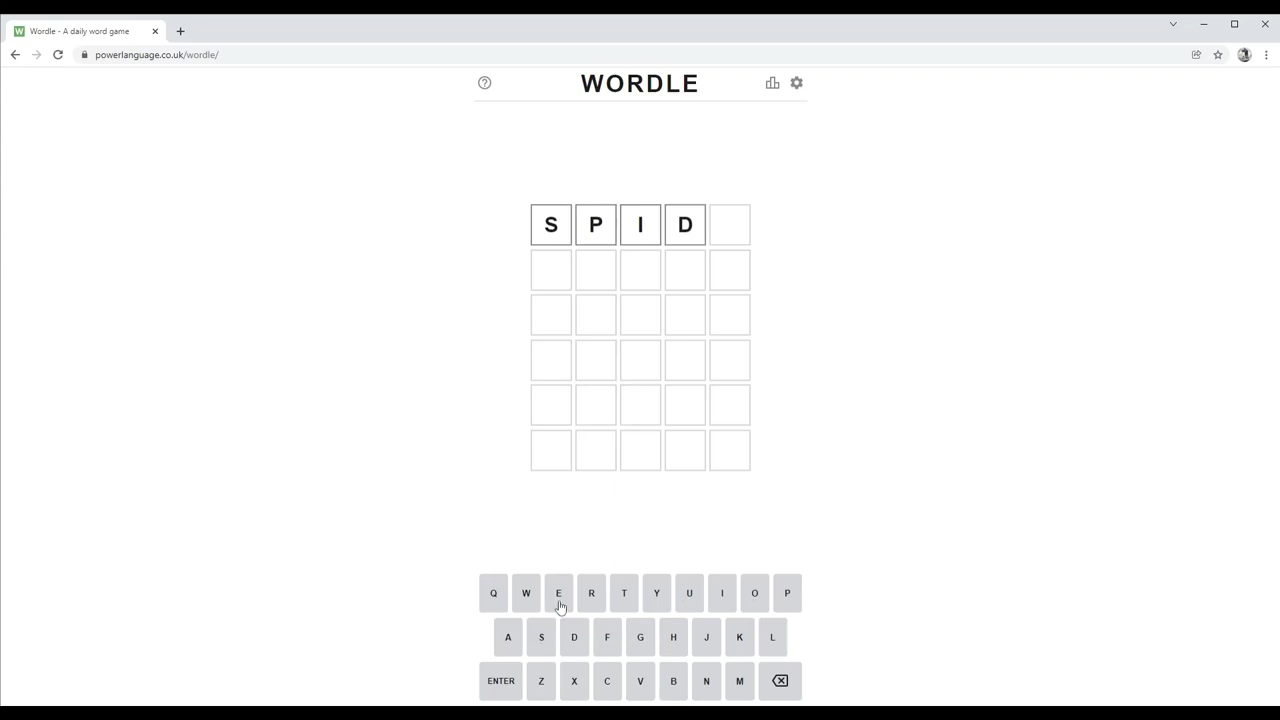 Wordle - A daily word game
powerlanguage.co.uk/wordle/
WORDLE
S P I D
Q W E R T Y U I O P
A S D F G H J K L
ENTER Z X C V B N M